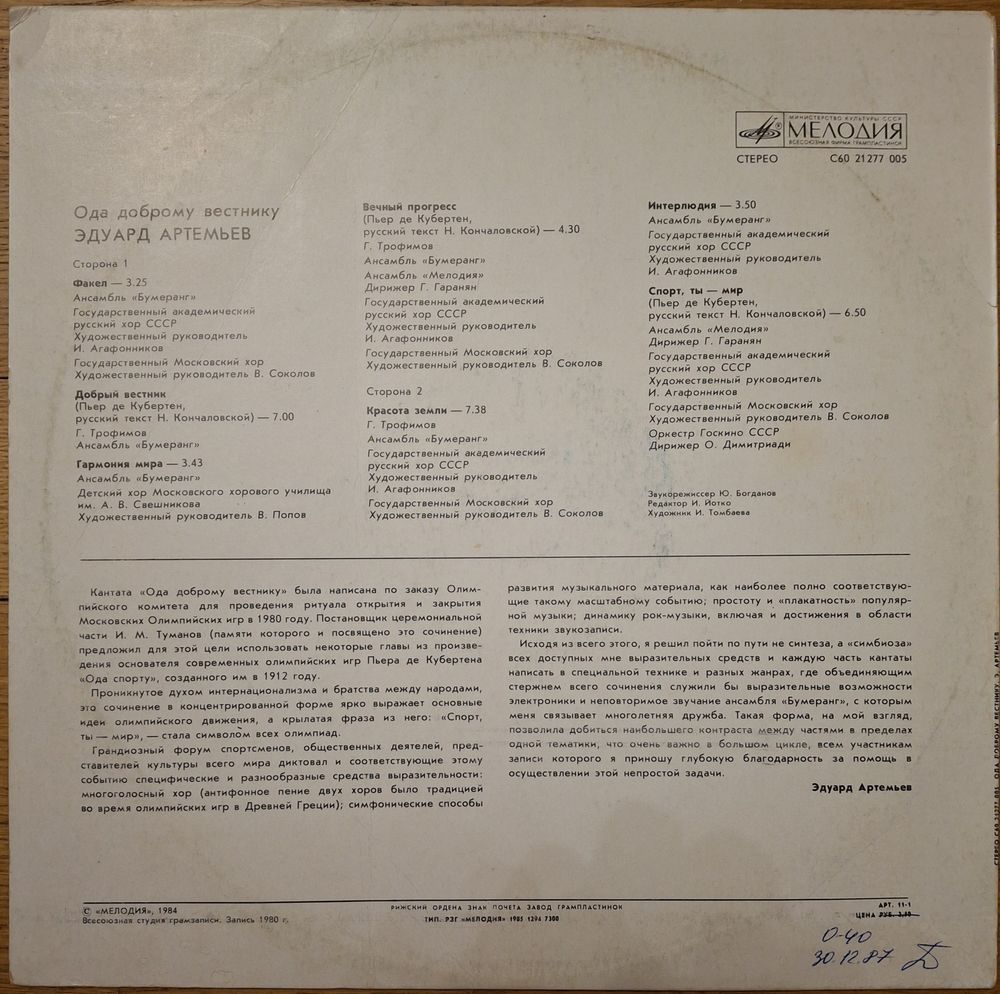 МИНИСТЕРСТВО КУЛЬТУРЫ СССР
МЕЛОДИЯ
ВСЕСОЮЗНАЯ ФИРМА ГРАМПЛАСТИНОК
СТЕРЕО С60 21277 005
Ода доброму вестнику
ЭДУАРД АРТЕМЬЕВ
Сторона 1
Факел — 3.25
Ансамбль «Бумеранг»
Государственный академический
русский хор СССР
Художественный руководитель
И. Агафонников
Государственный Московский хор
Художественный руководитель В. Соколов
Добрый вестник
(Пьер де Кубертен,
русский текст Н. Кончаловской) — 7.00
Г. Трофимов
Ансамбль «Бумеранг»
Гармония мира — 3.43
Ансамбль «Бумеранг»
Детский хор Московского хорового училища
им. А. В. Свешникова
Художественный руководитель В. Попов
Вечный прогресс
(Пьер де Кубертен,
русский текст Н. Кончаловской) — 4.30
Г. Трофимов
Ансамбль «Бумеранг»
Ансамбль «Мелодия»
Дирижер Г. Гаранян
Государственный академический
русский хор СССР
Художественный руководитель
И. Агафонников
Государственный Московский хор
Художественный руководитель В. Соколов
Сторона 2
Красота земли — 7.38
Г. Трофимов
Ансамбль «Бумеранг»
Государственный академический
русский хор СССР
Художественный руководитель
И. Агафонников
Государственный Московский хор
Художественный руководитель В. Соколов
Интерлюдия — 3.50
Ансамбль «Бумеранг»
Государственный академический
русский хор СССР
Художественный руководитель
И. Агафонников
Спорт, ты — мир
(Пьер де Кубертен,
русский текст Н. Кончаловской) — 6.50
Ансамбль «Мелодия»
Дирижер Г. Гаранян
Государственный академический
русский хор СССР
Художественный руководитель
И. Агафонников
Государственный Московский хор
Художественный руководитель В. Соколов
Оркестр Госкино СССР
Дирижер О. Димитриади
Звукорежиссер Ю. Богданов
Редактор И. Йотко
Художник И. Томбаева
Кантата «Ода доброму вестнику» была написана по заказу Олим-
пийского комитета для проведения ритуала открытия и закрытия
Московских Олимпийских игр в 1980 году. Постановщик церемониальной
части И. М. Туманов (памяти которого и посвящено это сочинение)
предложил для этой цели использовать некоторые главы из произве-
дения основателя современных олимпийских игр Пьера де Кубертена
«Ода спорту», созданного им в 1912 году.
Проникнутое духом интернационализма и братства между народами,
это сочинение в концентрированной форме ярко выражает основные
идеи олимпийского движения, а крылатая фраза из него: «Спорт,
ты — мир», — стала символом всех олимпиад.
Грандиозный форум спортсменов, общественных деятелей, пред-
ставителей культуры всего мира диктовал и соответствующие этому
событию специфические и разнообразные средства выразительности:
многоголосный хор (антифонное пение двух хоров было традицией
во время олимпийских игр в Древней Греции); симфонические способы
развития музыкального материала, как наиболее полно соответствую-
щие такому масштабному событию; простоту и «плакатность» популяр-
ной музыки; динамику рок-музыки, включая и достижения в области
техники звукозаписи.
Исходя из всего этого, я решил пойти по пути не синтеза, а «симбиоза»
всех доступных мне выразительных средств и каждую часть кантаты
написать в специальной технике и разных жанрах, где объединяющим
стержнем всего сочинения служили бы выразительные возможности
электроники и неповторимое звучание ансамбля «Бумеранг», с которым
меня связывает многолетняя дружба. Такая форма, на мой взгляд,
позволила добиться наибольшего контраста между частями в пределах
одной тематики, что очень важно в большом цикле, всем участникам
записи которого я приношу глубокую благодарность за помощь в
осуществлении этой непростой задачи.
Эдуард Артемьев
СТЕРЕО С60 21277 005 ОДА ДОБРОМУ ВЕСТНИКУ. Э. АРТЕМЬЕВ
© «МЕЛОДИЯ», 1984
Всесоюзная студия грамзаписи. Запись 1980 г.
РИЖСКИЙ ОРДЕНА ЗНАК ПОЧЕТА ЗАВОД ГРАМПЛАСТИНОК
ТИП. РЗГ «МЕЛОДИЯ» 1985 1294 7300
АРТ. 11-1
ЦЕНА РУБ.
0-40
30.12.87